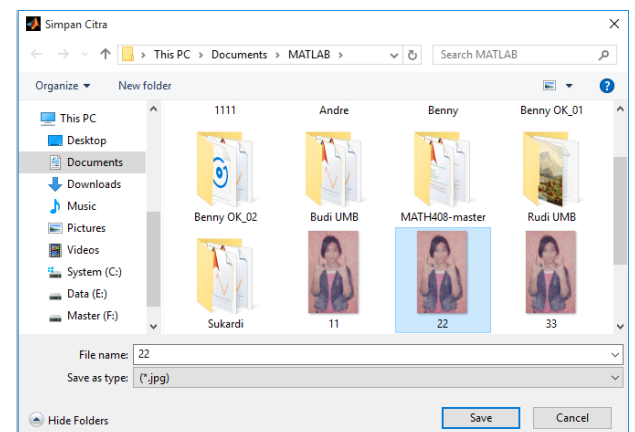 Simpan Citra
This PC > Documents > MATLAB >
Search MATLAB
Organize
New folder
This PC
Desktop
Documents
Downloads
Music
Pictures
Videos
System (C:)
Data (E:)
Master (F:)
1111 Andre Benny Benny OK_01
Benny OK_02 Budi UMB MATH408-master Rudi UMB
Sukardi 11 22 33
File name: 22
Save as type: (*.jpg)
Hide Folders
Save
Cancel